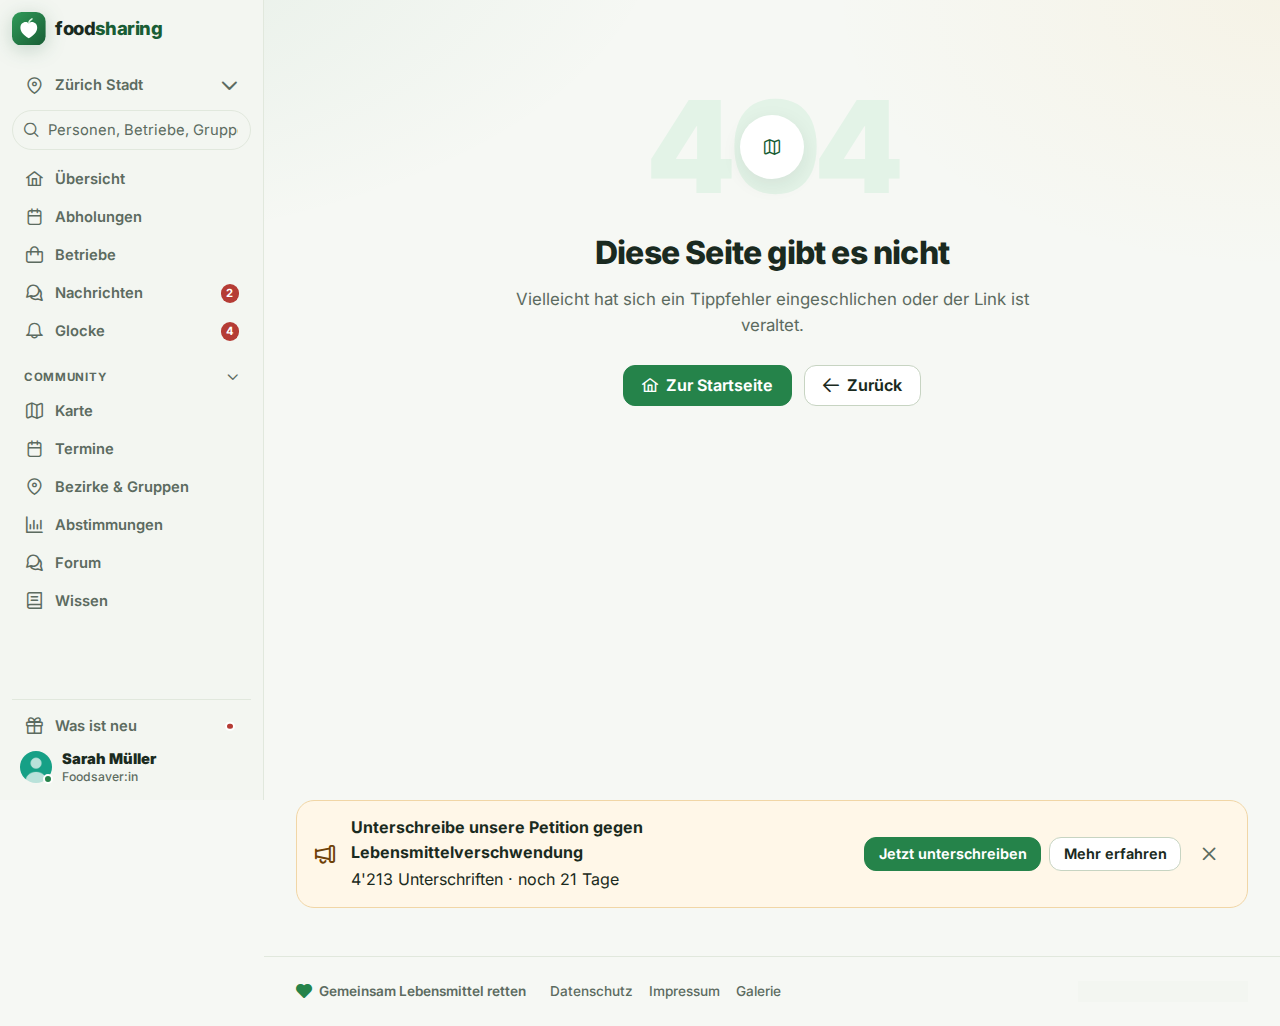 foodsharing
Zürich Stadt
Personen, Betriebe, Grupp
Übersicht
Abholungen
Betriebe
Nachrichten 2
Glocke 4
COMMUNITY
Karte
Termine
Bezirke & Gruppen
Abstimmungen
Forum
Wissen
Was ist neu
Sarah Müller
Foodsaver:in
404
Diese Seite gibt es nicht
Vielleicht hat sich ein Tippfehler eingeschlichen oder der Link ist
veraltet.
Zur Startseite Zurück
Unterschreibe unsere Petition gegen
Lebensmittelverschwendung
4'213 Unterschriften · noch 21 Tage
Jetzt unterschreiben Mehr erfahren
Gemeinsam Lebensmittel retten Datenschutz Impressum Galerie